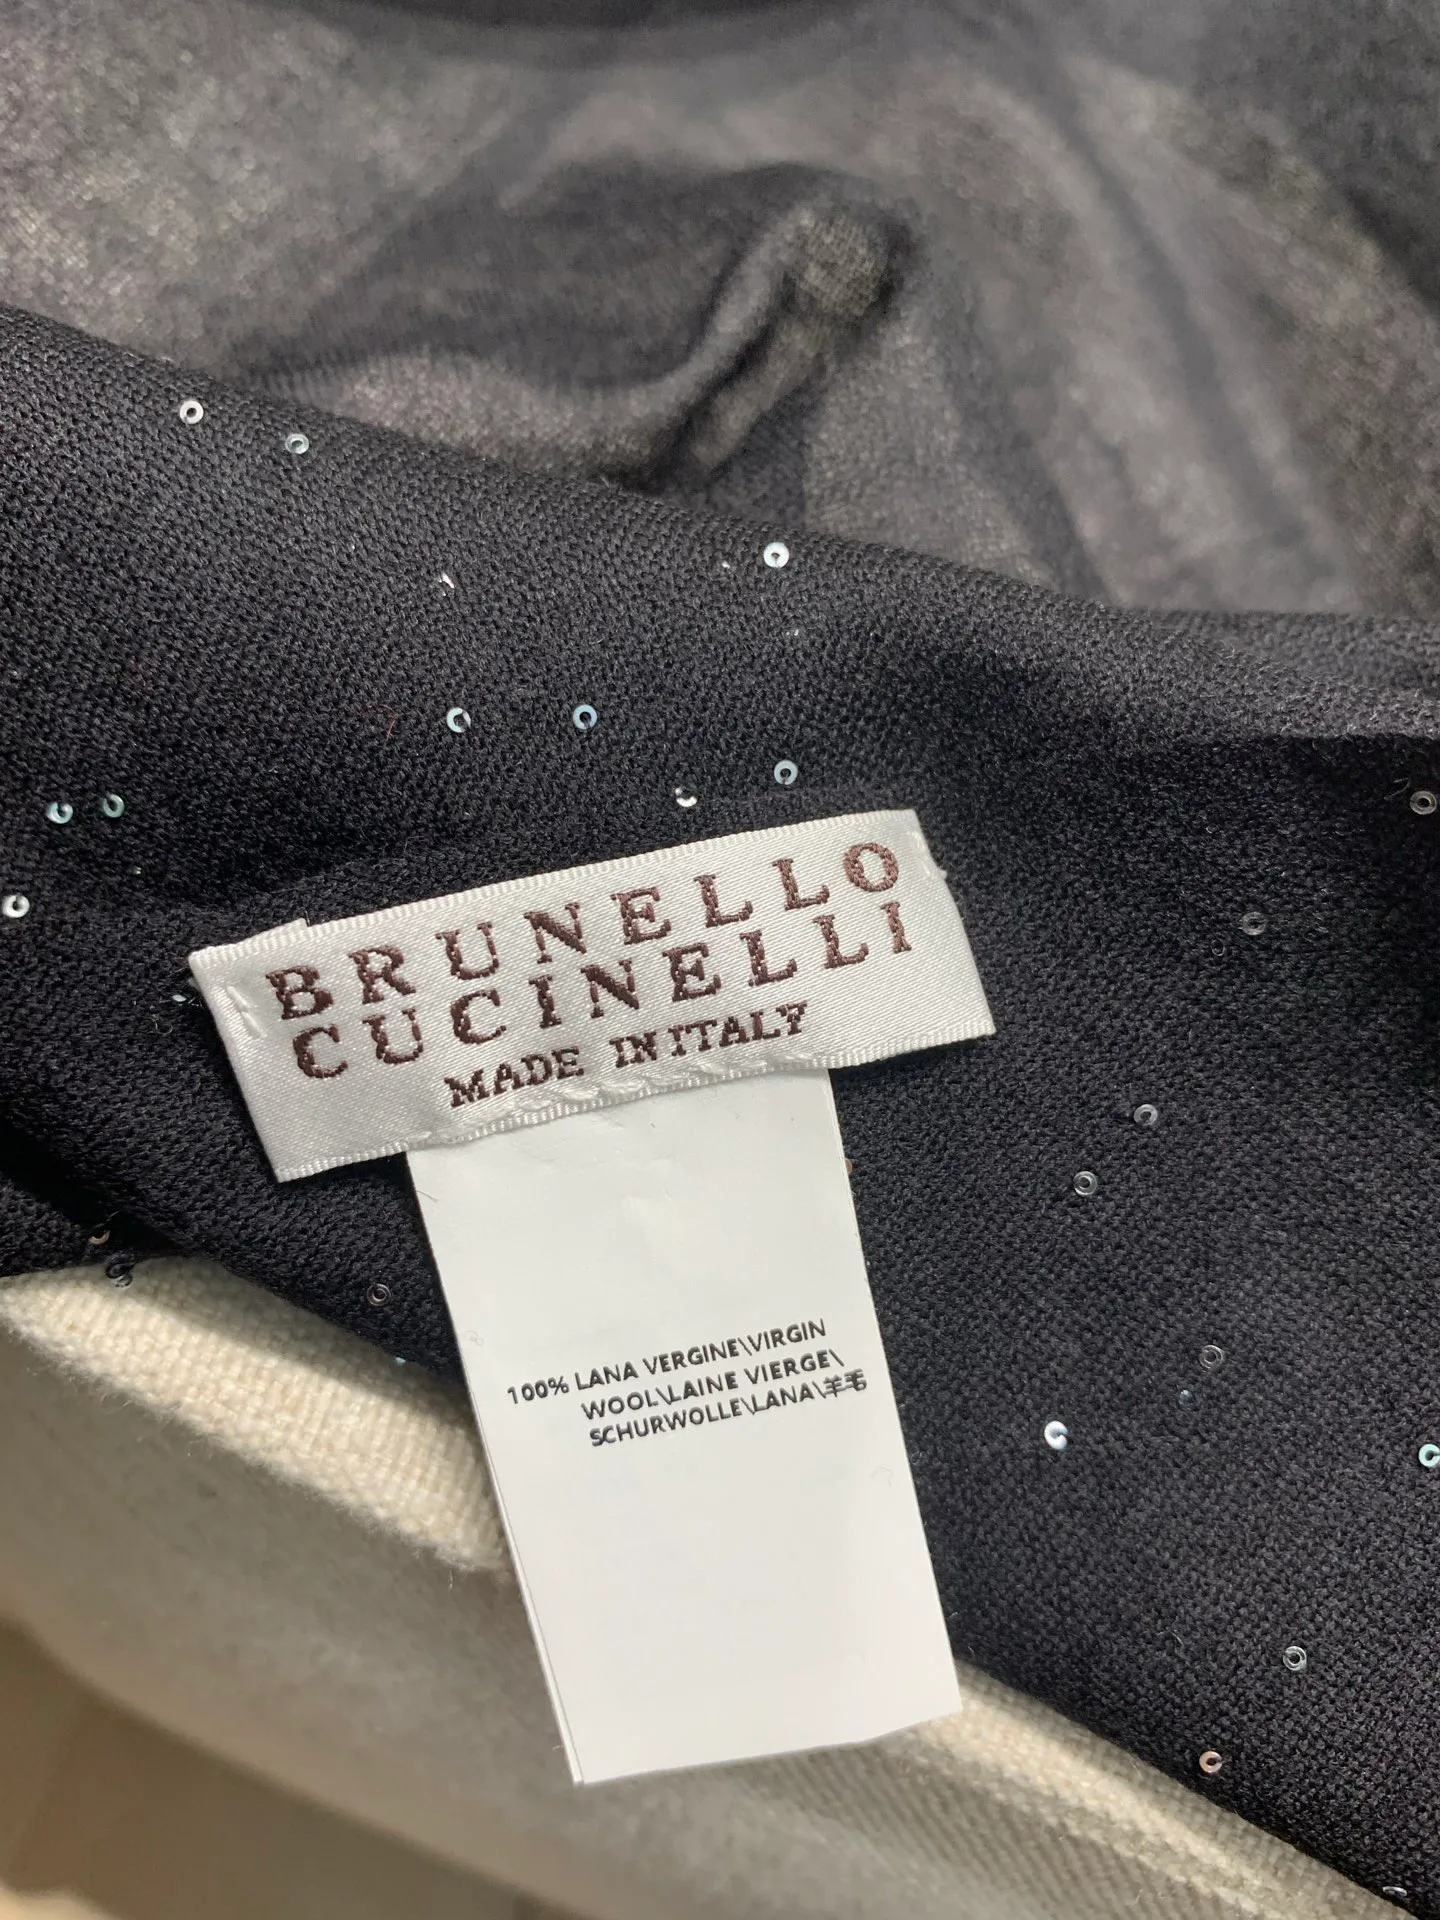 BRUNELLO
CUCINELLI
MADE IN ITALY
100% LANA VERGINE\VIRGIN
WOOL\LAINE VIERGE\
SCHURWOLLE\LANA\羊毛